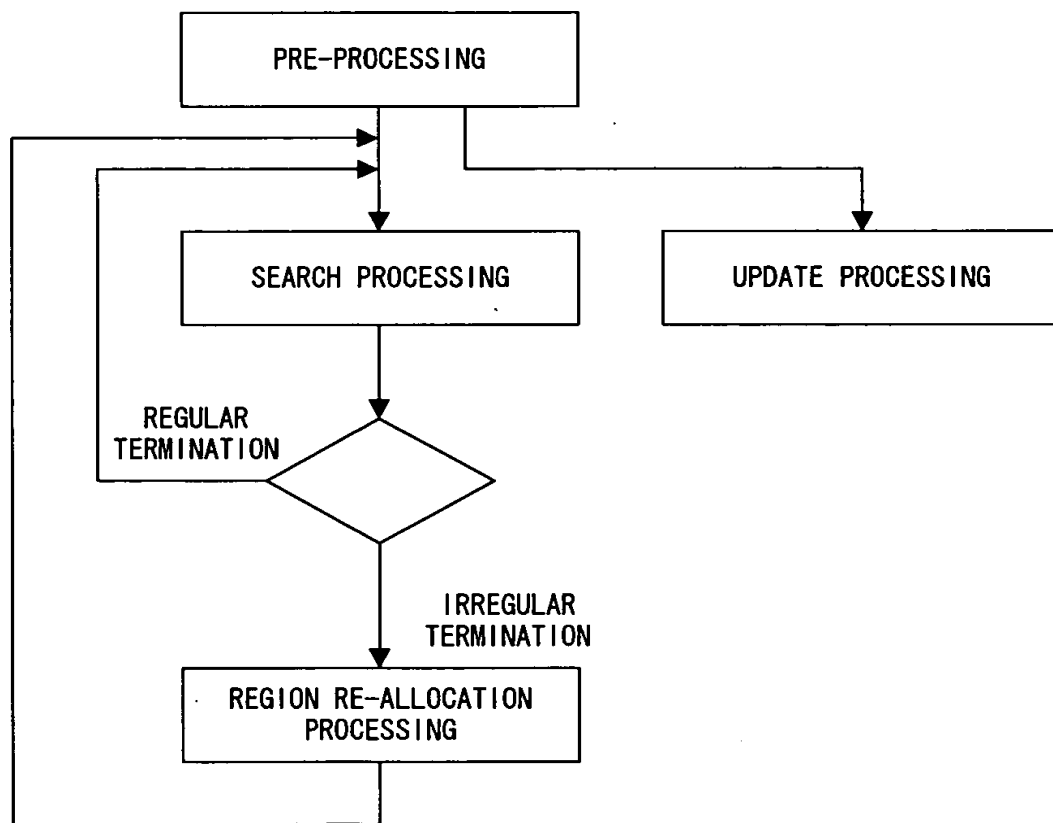 PRE-PROCESSING
SEARCH PROCESSING
UPDATE PROCESSING
REGULAR
TERMINATION
IRREGULAR
TERMINATION
REGION RE-ALLOCATION
PROCESSING